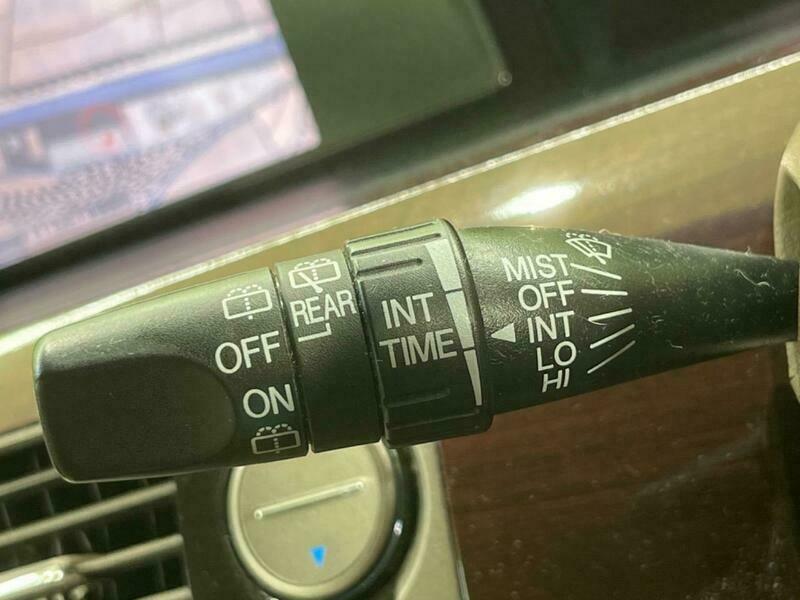 OFF
ON
REAR
INT
TIME
MIST
OFF
INT
LO
HI